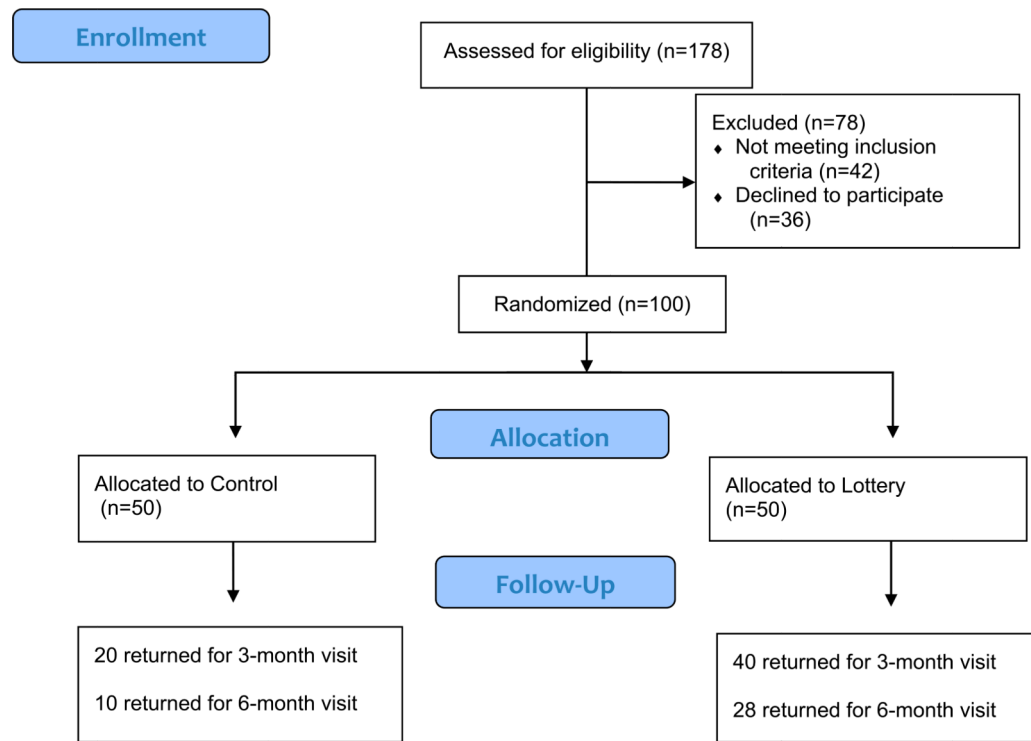 Enrollment
Assessed for eligibility (n=178)
Excluded (n=78)
♦ Not meeting inclusion
criteria (n=42)
♦ Declined to participate
(n=36)
Randomized (n=100)
Allocation
Allocated to Control
(n=50)
Allocated to Lottery
(n=50)
Follow-Up
20 returned for 3-month visit
10 returned for 6-month visit
40 returned for 3-month visit
28 returned for 6-month visit